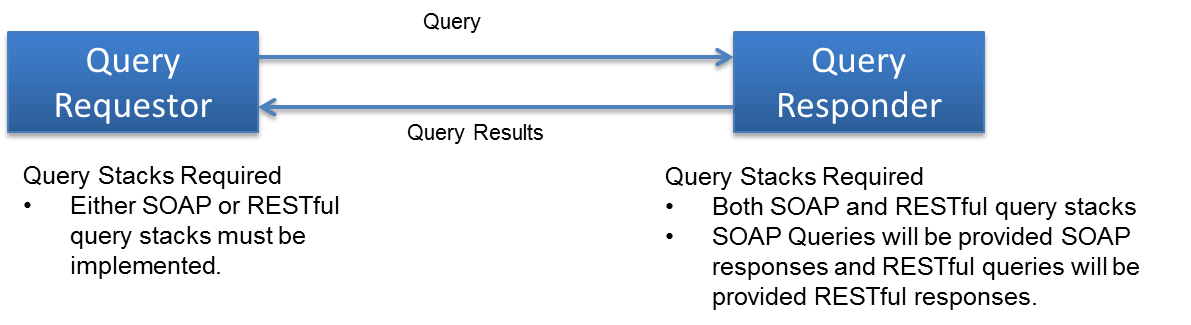 Query
Query
Requestor
Query
Responder
Query Results
Query Stacks Required
• Either SOAP or RESTful
query stacks must be
implemented.
Query Stacks Required
• Both SOAP and RESTful query stacks
• SOAP Queries will be provided SOAP
responses and RESTful queries will be
provided RESTful responses.